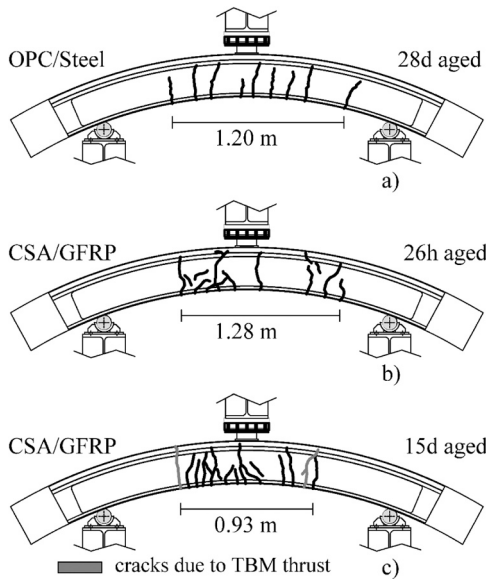 OPC/Steel 28d aged
1.20 m
a)
CSA/GFRP 26h aged
1.28 m
b)
CSA/GFRP 15d aged
0.93 m
cracks due to TBM thrust c)